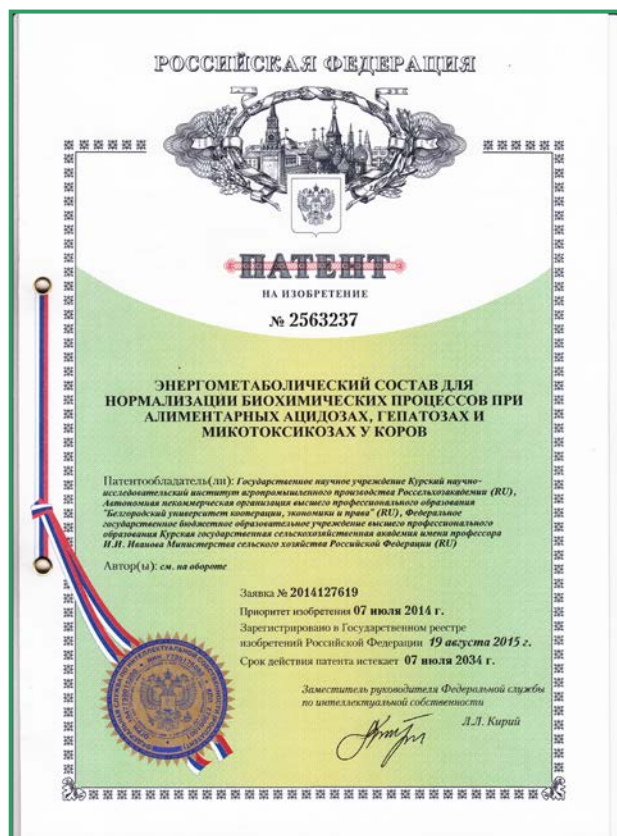 РОССИЙСКАЯ ФЕДЕРАЦИЯ
ПАТЕНТ
НА ИЗОБРЕТЕНИЕ
№ 2563237
ЭНЕРГОМЕТАБОЛИЧЕСКИЙ СОСТАВ ДЛЯ
НОРМАЛИЗАЦИИ БИОХИМИЧЕСКИХ ПРОЦЕССОВ ПРИ
АЛИМЕНТАРНЫХ АЦИДОЗАХ, ГЕПАТОЗАХ И
МИКОТОКСИКОЗАХ У КОРОВ
Патентообладатель(ли): Государственное научное учреждение Курский научно-
исследовательский институт агропромышленного производства Россельхозакадемии (RU),
Автономная некоммерческая организация высшего профессионального образования
"Белгородский университет кооперации, экономики и права" (RU), Федеральное
государственное бюджетное образовательное учреждение высшего профессионального
образования Курская государственная сельскохозяйственная академия имени профессора
И.И. Иванова Министерства сельского хозяйства Российской Федерации (RU)
Автор(ы): см. на обороте
Заявка № 2014127619
Приоритет изобретения 07 июля 2014 г.
Зарегистрировано в Государственном реестре
изобретений Российской Федерации 19 августа 2015 г.
Срок действия патента истекает 07 июля 2034 г.
Заместитель руководителя Федеральной службы
по интеллектуальной собственности
Л.Л. Кирий